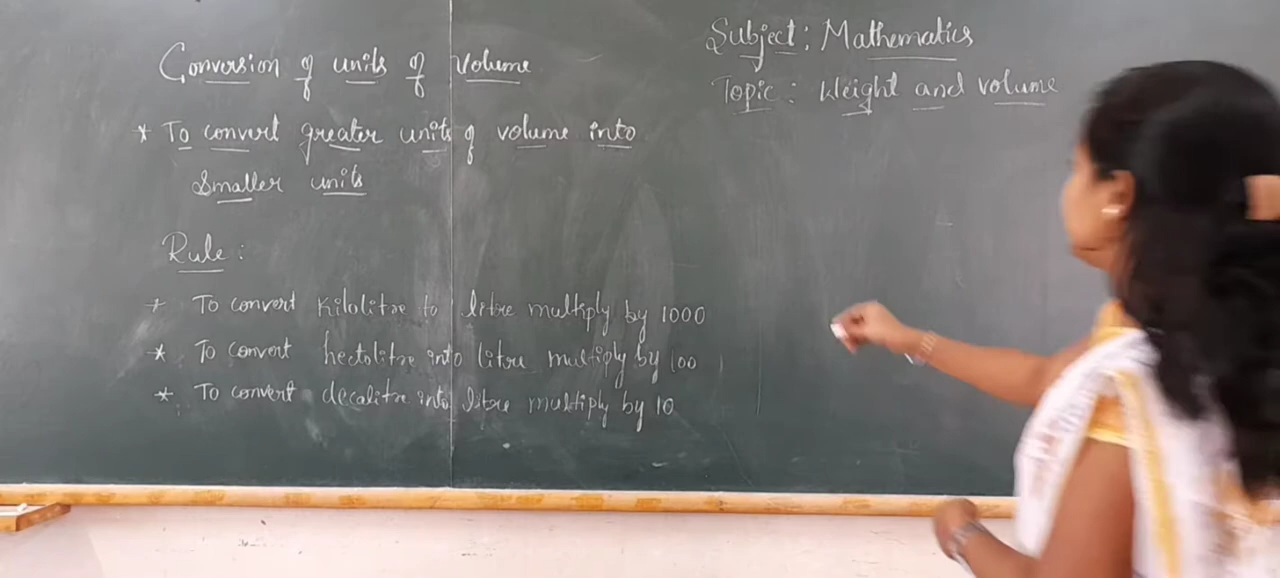 Conversion of units of volume
* To convert greater units of volume into
smaller units
Rule:
* To convert Kilolitre to litre multiply by 1000
* To convert hectolitre into litre multiply by 100
* To convert decalitre into litre multiply by 10
Subject: Mathematics
Topic: Weight and volume